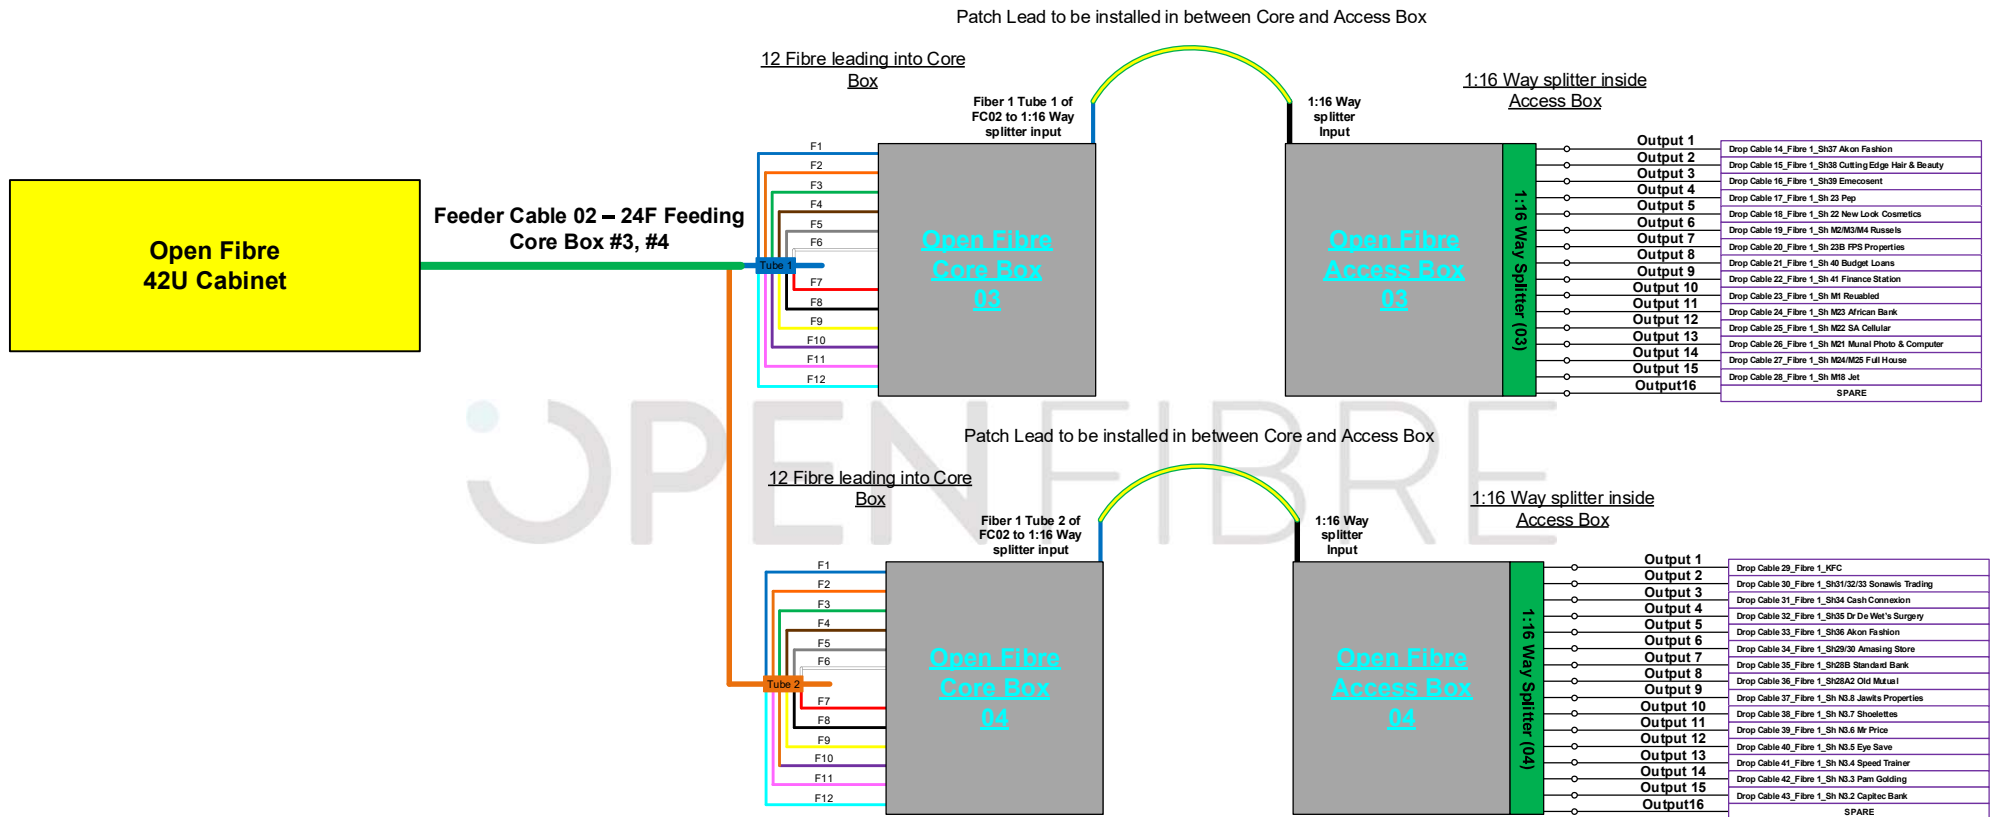 Patch Lead to be installed in between Core and Access Box
12 Fibre leading into Core
Box
1:16 Way splitter inside
Access Box
Fiber 1 Tube 1 of
FC02 to 1:16 Way
splitter input
1:16 Way
splitter
Input
Open Fibre
42U Cabinet
Feeder Cable 02 – 24F Feeding
Core Box #3, #4
Tube 1
F1
F2
F3
F4
F5
F6
F7
F8
F9
F10
F11
F12
Open Fibre
Core Box
03
Open Fibre
Access Box
03
1:16 Way Splitter (03)
Output 1
Drop Cable 14_Fibre 1_Sh37 Akon Fashion
Output 2
Drop Cable 15_Fibre 1_Sh38 Cutting Edge Hair & Beauty
Output 3
Drop Cable 16_Fibre 1_Sh39 Emecosent
Output 4
Drop Cable 17_Fibre 1_Sh 23 Pep
Output 5
Drop Cable 18_Fibre 1_Sh 22 New Look Cosmetics
Output 6
Drop Cable 19_Fibre 1_Sh M2/M3/M4 Russels
Output 7
Drop Cable 20_Fibre 1_Sh 23B FPS Properties
Output 8
Drop Cable 21_Fibre 1_Sh 40 Budget Loans
Output 9
Drop Cable 22_Fibre 1_Sh 41 Finance Station
Output 10
Drop Cable 23_Fibre 1_Sh M1 Reuabled
Output 11
Drop Cable 24_Fibre 1_Sh M23 African Bank
Output 12
Drop Cable 25_Fibre 1_Sh M22 SA Cellular
Output 13
Drop Cable 26_Fibre 1_Sh M21 Munal Photo & Computer
Output 14
Drop Cable 27_Fibre 1_Sh M24/M25 Full House
Output 15
Drop Cable 28_Fibre 1_Sh M18 Jet
Output16
SPARE
OPENFIBRE
Patch Lead to be installed in between Core and Access Box
12 Fibre leading into Core
Box
1:16 Way splitter inside
Access Box
Fiber 1 Tube 2 of
FC02 to 1:16 Way
splitter input
1:16 Way
splitter
Input
Tube 2
F1
F2
F3
F4
F5
F6
F7
F8
F9
F10
F11
F12
Open Fibre
Core Box
04
Open Fibre
Access Box
04
1:16 Way Splitter (04)
Output 1
Drop Cable 29_Fibre 1_KFC
Output 2
Drop Cable 30_Fibre 1_Sh31/32/33 Sonawis Trading
Output 3
Drop Cable 31_Fibre 1_Sh34 Cash Connexion
Output 4
Drop Cable 32_Fibre 1_Sh35 Dr De Wet's Surgery
Output 5
Drop Cable 33_Fibre 1_Sh36 Akon Fashion
Output 6
Drop Cable 34_Fibre 1_Sh29/30 Amasing Store
Output 7
Drop Cable 35_Fibre 1_Sh28B Standard Bank
Output 8
Drop Cable 36_Fibre 1_Sh28A2 Old Mutual
Output 9
Drop Cable 37_Fibre 1_Sh N3.8 Jawits Properties
Output 10
Drop Cable 38_Fibre 1_Sh N3.7 Shoelettes
Output 11
Drop Cable 39_Fibre 1_Sh N3.6 Mr Price
Output 12
Drop Cable 40_Fibre 1_Sh N3.5 Eye Save
Output 13
Drop Cable 41_Fibre 1_Sh N3.4 Speed Trainer
Output 14
Drop Cable 42_Fibre 1_Sh N3.3 Pam Golding
Output 15
Drop Cable 43_Fibre 1_Sh N3.2 Capitec Bank
Output16
SPARE